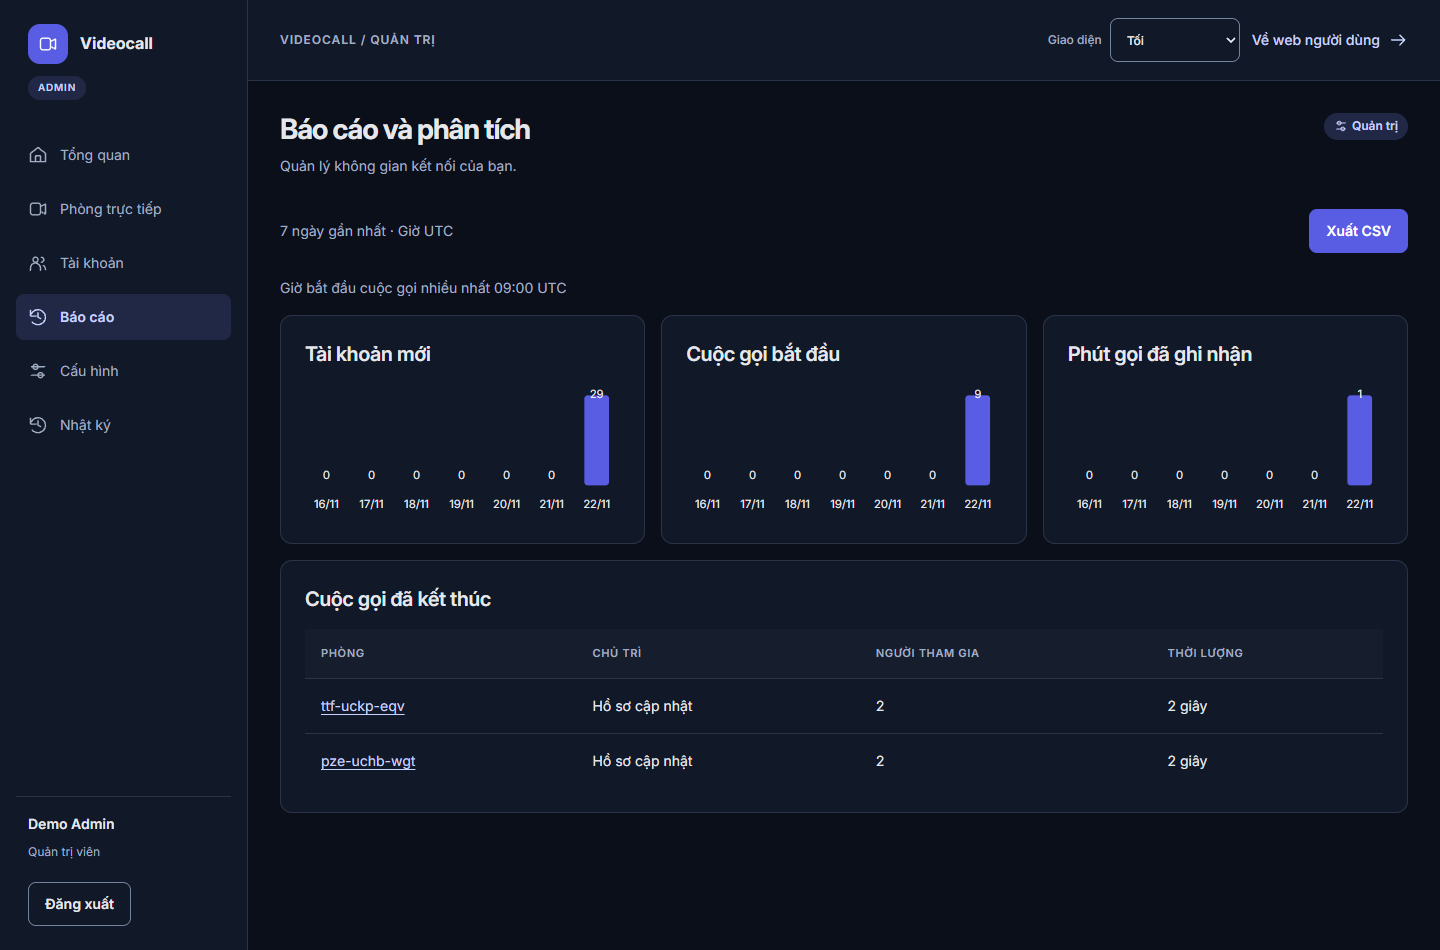 Videocall
ADMIN
Tổng quan
Phòng trực tiếp
Tài khoản
Báo cáo
Cấu hình
Nhật ký
Demo Admin
Quản trị viên
Đăng xuất
VIDEOCALL / QUẢN TRỊ
Giao diện
Tối
Về web người dùng
Báo cáo và phân tích
Quản trị
Quản lý không gian kết nối của bạn.
7 ngày gần nhất · Giờ UTC
Xuất CSV
Giờ bắt đầu cuộc gọi nhiều nhất 09:00 UTC
Tài khoản mới
0 0 0 0 0 0 29
16/11 17/11 18/11 19/11 20/11 21/11 22/11
Cuộc gọi bắt đầu
0 0 0 0 0 0 9
16/11 17/11 18/11 19/11 20/11 21/11 22/11
Phút gọi đã ghi nhận
0 0 0 0 0 0 1
16/11 17/11 18/11 19/11 20/11 21/11 22/11
Cuộc gọi đã kết thúc
PHÒNG CHỦ TRÌ NGƯỜI THAM GIA THỜI LƯỢNG
ttf-uckp-eqv Hồ sơ cập nhật 2 2 giây
pze-uchb-wgt Hồ sơ cập nhật 2 2 giây